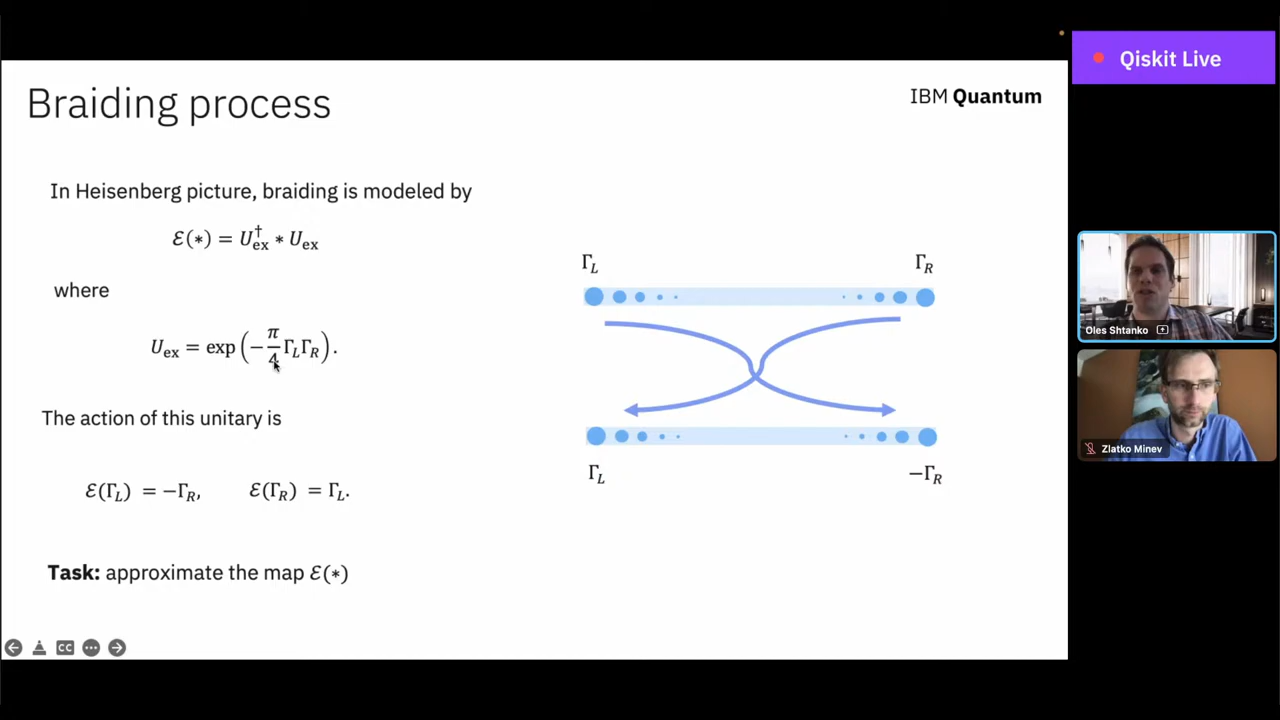 Qiskit Live
Braiding process
IBM Quantum
In Heisenberg picture, braiding is modeled by
ℰ(∗) = U†ex ∗ Uex
where
Uex = exp(−π/4 ΓLΓR).
The action of this unitary is
ℰ(ΓL) = −ΓR, ℰ(ΓR) = ΓL.
Task: approximate the map ℰ(∗)
ΓL ΓR
ΓL −ΓR
CC
Oles Shtanko
Zlatko Minev